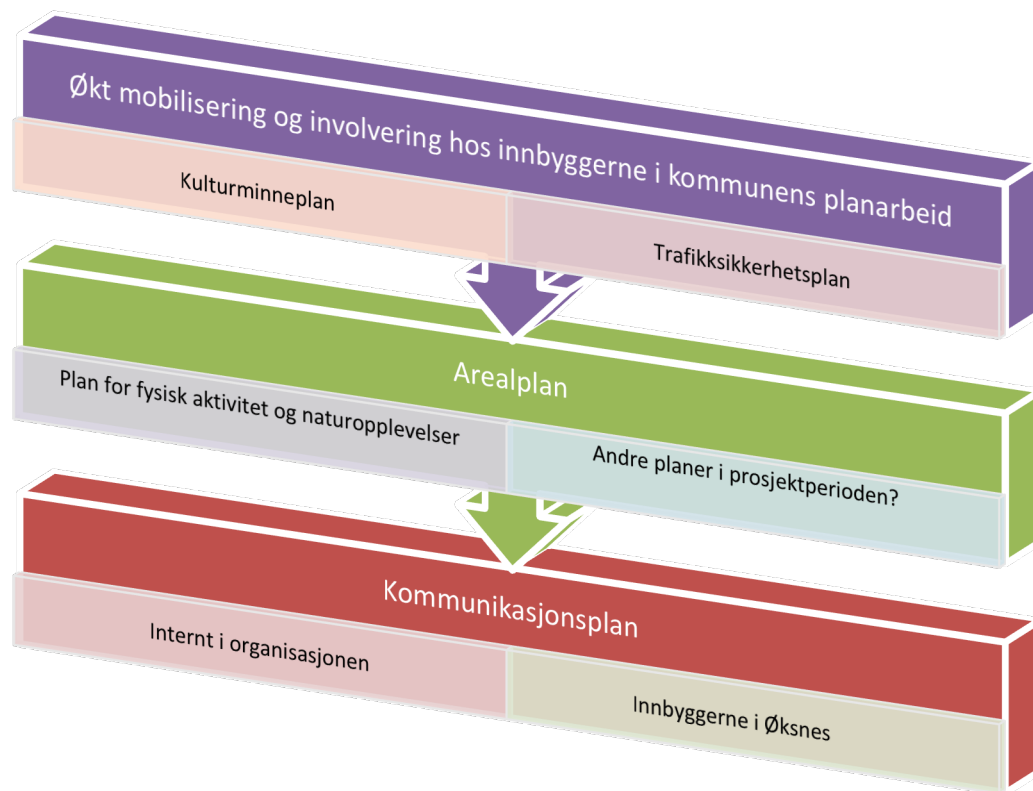 Økt mobilisering og involvering hos innbyggerne i kommunens planarbeid
Kulturminneplan
Trafikksikkerhetsplan
Arealplan
Plan for fysisk aktivitet og naturopplevelser
Andre planer i prosjektperioden?
Kommunikasjonsplan
Internt i organisasjonen
Innbyggerne i Øksnes